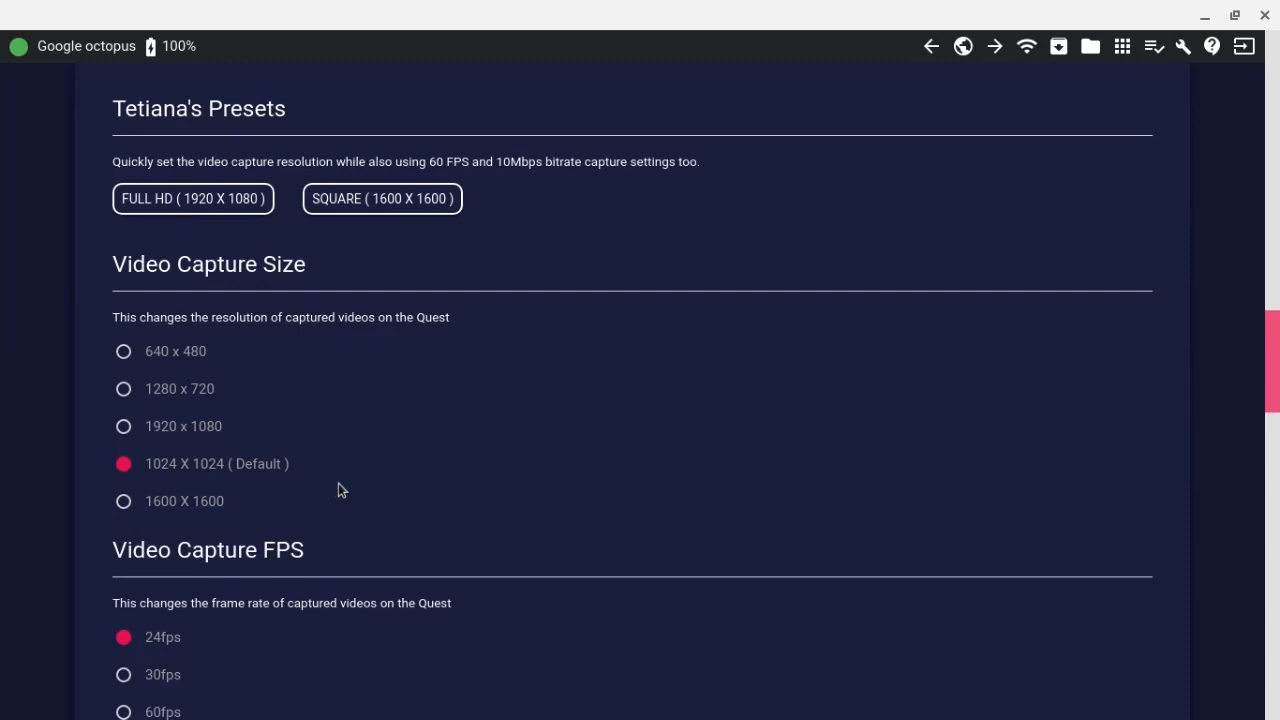 Google octopus 100%
Tetiana's Presets
Quickly set the video capture resolution while also using 60 FPS and 10Mbps bitrate capture settings too.
FULL HD ( 1920 X 1080 ) SQUARE ( 1600 X 1600 )
Video Capture Size
This changes the resolution of captured videos on the Quest
640 x 480
1280 x 720
1920 x 1080
1024 X 1024 ( Default )
1600 X 1600
Video Capture FPS
This changes the frame rate of captured videos on the Quest
24fps
30fps
60fps